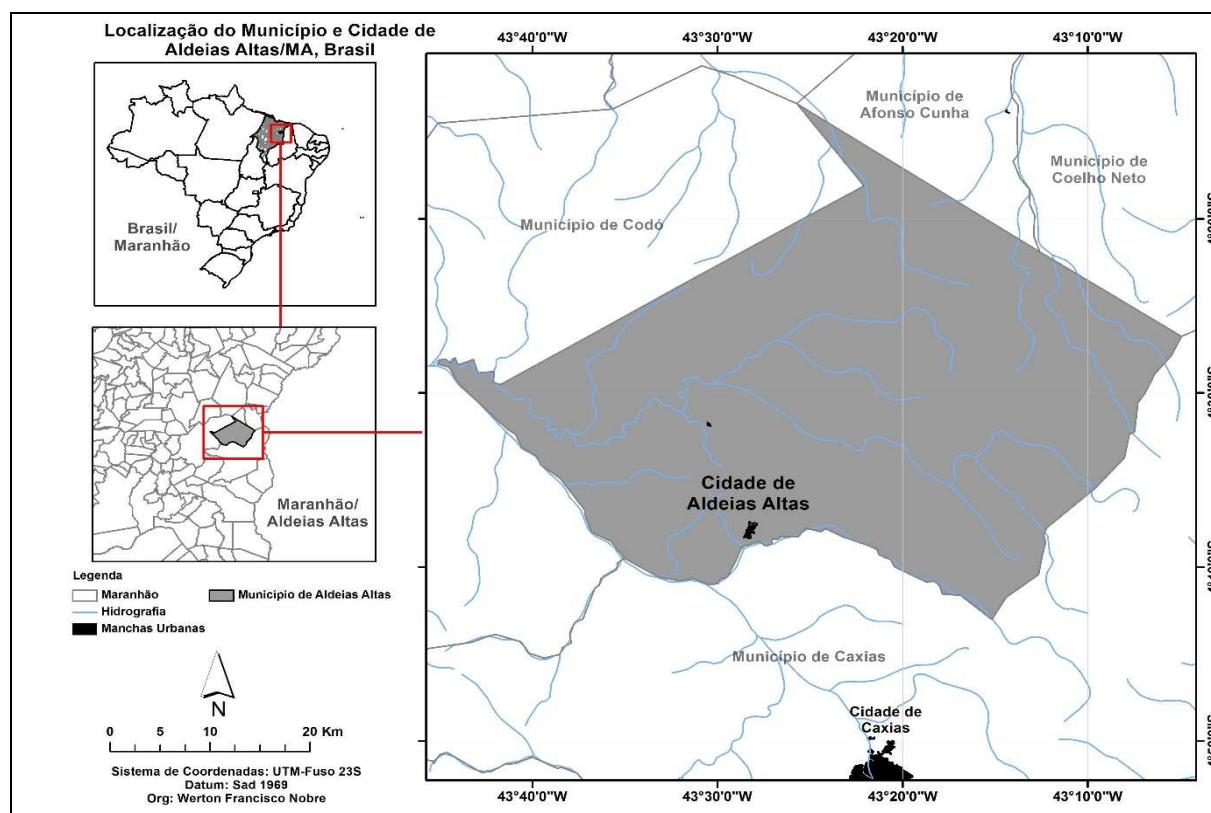 Localização do Município e Cidade de
Aldeias Altas/MA, Brasil
Brasil/
Maranhão
Maranhão/
Aldeias Altas
Legenda
Maranhão
Município de Aldeias Altas
Hidrografia
Manchas Urbanas
N
0 5 10 20 Km
Sistema de Coordenadas: UTM-Fuso 23S
Datum: Sad 1969
Org: Werton Francisco Nobre
43°40'0"W 43°30'0"W 43°20'0"W 43°10'0"W
Município de
Afonso Cunha
Município de
Coelho Neto
Município de Codó
Cidade de
Aldeias Altas
Município de Caxias
Cidade de
Caxias
43°40'0"W 43°30'0"W 43°20'0"W 43°10'0"W